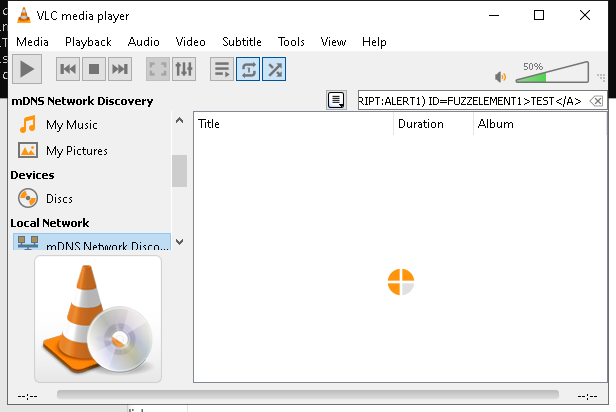 VLC media player
Media Playback Audio Video Subtitle Tools View Help
50%
mDNS Network Discovery
RIPT:ALERT1) ID=FUZZELEMENT1>TEST</A>
My Music
My Pictures
Devices
Discs
Local Network
mDNS Network Disco...
Title Duration Album
--:-- --:--